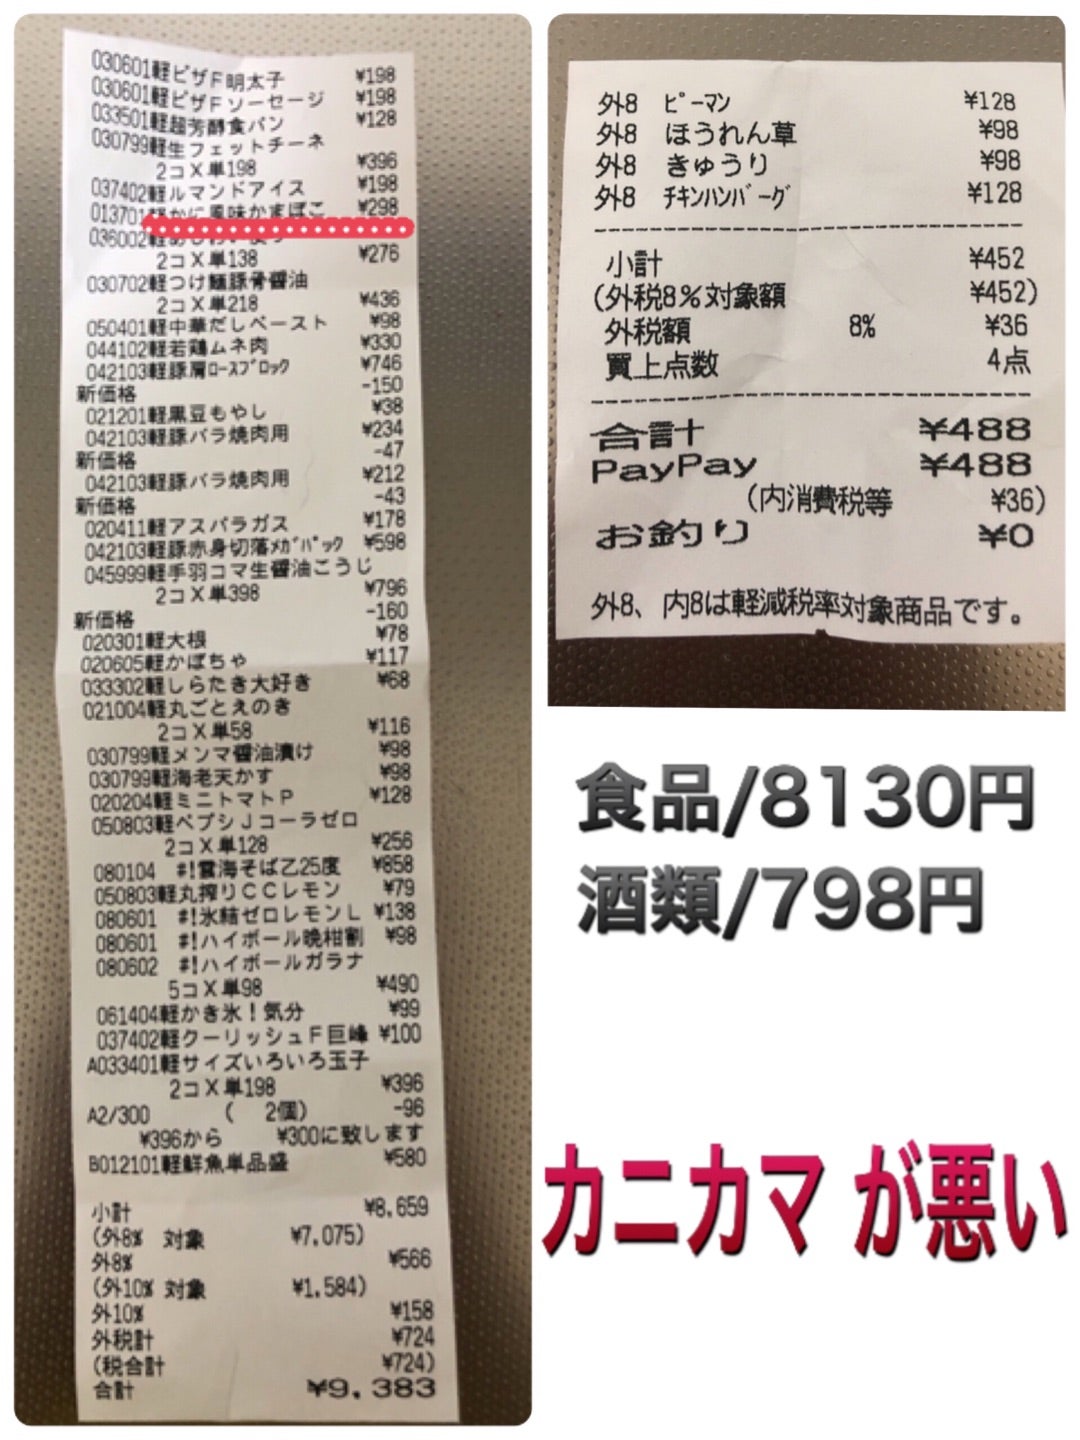 030601軽ピザF明太子 ¥198
030601軽ピザFソーセージ ¥198
033501軽超芳醇食パン ¥128
030799軽生フェットチーネ
2コX単198 ¥396
037402軽ルマンドアイス ¥198
013701軽かに風味かまぼこ ¥298
036002軽あじわいまつ
2コX単138 ¥276
030702軽つけ麺豚骨醤油
2コX単218 ¥436
050401軽中華だしペースト ¥98
044102軽若鶏ムネ肉 ¥330
042103軽豚肩ロースブロック ¥746
新価格 -150
021201軽黒豆もやし ¥38
042103軽豚バラ焼肉用 ¥234
新価格 -47
042103軽豚バラ焼肉用 ¥212
新価格 -43
020411軽アスパラガス ¥178
042103軽豚赤身切落メガパック ¥598
045999軽手羽コマ生醤油こうじ
2コX単398 ¥796
新価格 -160
020301軽大根 ¥78
020605軽かぼちゃ ¥117
033302軽しらたき大好き ¥68
021004軽丸ごとえのき
2コX単58 ¥116
030799軽メンマ醤油漬け ¥98
030799軽海老天かす ¥98
020204軽ミニトマトP ¥128
050803軽ペプシJコーラゼロ
2コX単128 ¥256
080104 #!雲海そば乙25度 ¥858
050803軽丸搾りCCレモン ¥79
080601 #!氷結ゼロレモンL ¥138
080601 #!ハイボール晩柑割 ¥98
080602 #!ハイボールガラナ
5コX単98 ¥490
061404軽かき氷!気分 ¥99
037402軽クーリッシュF巨峰 ¥100
A033401軽サイズいろいろ玉子
2コX単198 ¥396
A2/300 ( 2個) -96
¥396から ¥300に致します
B012101軽鮮魚単品盛 ¥580
小計 ¥8,659
(外8% 対象 ¥7,075)
外8% ¥566
(外10% 対象 ¥1,584)
外10% ¥158
外税計 ¥724
(税合計 ¥724)
合計 ¥9,383
外8 ピーマン ¥128
外8 ほうれん草 ¥98
外8 きゅうり ¥98
外8 チキンハンバーグ ¥128
小計 ¥452
(外税8%対象額 ¥452)
外税額 8% ¥36
買上点数 4点
合計 ¥488
PayPay ¥488
(内消費税等 ¥36)
お釣り ¥0
外8、内8は軽減税率対象商品です。
食品/8130円
酒類/798円
カニカマ が悪い